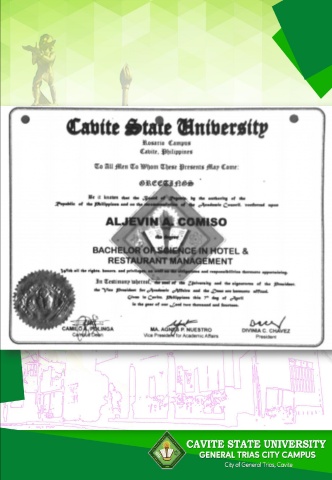 Cavite State University
Rosario Campus
Cavite, Philippines
To All Men To Whom These Presents May Come:
GREETINGS
Be it known that the Board of Regents, by the authority of the
Republic of the Philippines and on the recommendation of the Academic Council, conferred upon
ALJEVIN A. COMISO
the degree
BACHELOR OF SCIENCE IN HOTEL &
RESTAURANT MANAGEMENT
With all the rights, honors, and privileges as well as the obligations and responsibilities thereunto appertaining.
In Testimony whereof, the seal of the University and the signatures of the President
the Vice President for Academic Affairs and the Dean are hereunto affixed.
Given in Cavite, Philippines this 7 day of April
in the year of our Lord two thousand and
CAMILO A. POLINGA
Campus Dean
MA. AGNES P. NUESTRO
Vice President for Academic Affairs
DIVINIA C. CHAVEZ
President
CAVITE STATE UNIVERSITY
GENERAL TRIAS CITY CAMPUS
City of General Trias, Cavite